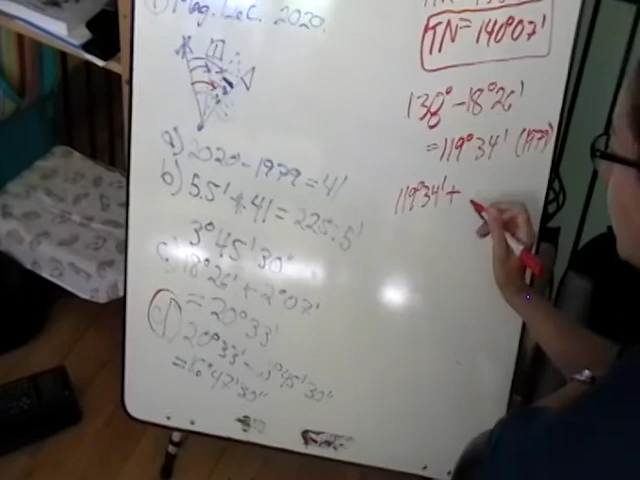 ① Mag. Dec. 2020.
a) 2020 - 1979 = 41
b) 5.5' * 41 = 225.5'
3°45'30"
c) 18°26' + 2°07'
= 20°33'
d) 20°33' - 3°45'30"
= 16°47'30"
TN = 140°07'
138° - 18°26'
= 119°34' (1979)
119°34' +